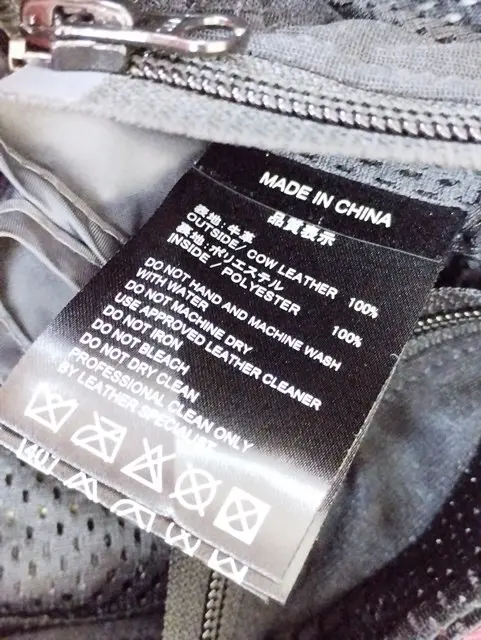 MADE IN CHINA
品質表示
表地:牛革
OUTSIDE / COW LEATHER 100%
裏地:ポリエステル
INSIDE / POLYESTER 100%
DO NOT HAND AND MACHINE WASH
WITH WATER
DO NOT MACHINE DRY
USE APPROVED LEATHER CLEANER
DO NOT IRON
DO NOT BLEACH
DO NOT DRY CLEAN
PROFESSIONAL CLEAN ONLY
BY LEATHER SPECIALIST
40